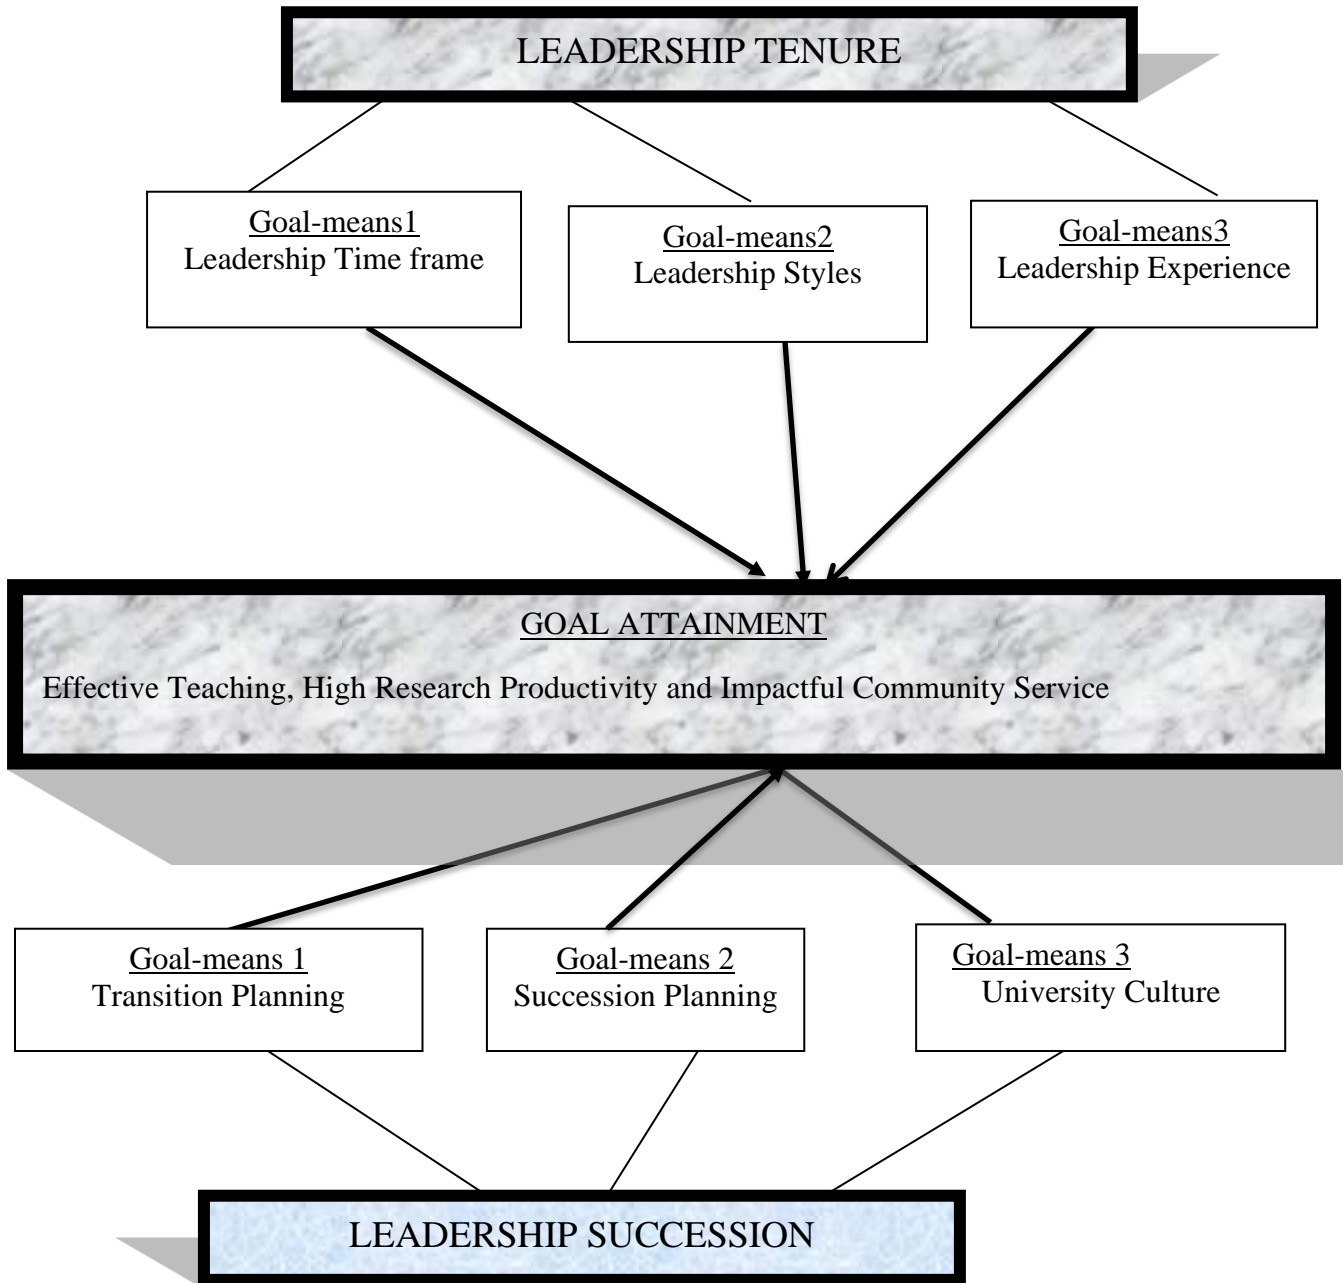 LEADERSHIP TENURE
Goal-means1
Leadership Time frame
Goal-means2
Leadership Styles
Goal-means3
Leadership Experience
GOAL ATTAINMENT
Effective Teaching, High Research Productivity and Impactful Community Service
Goal-means 1
Transition Planning
Goal-means 2
Succession Planning
Goal-means 3
University Culture
LEADERSHIP SUCCESSION